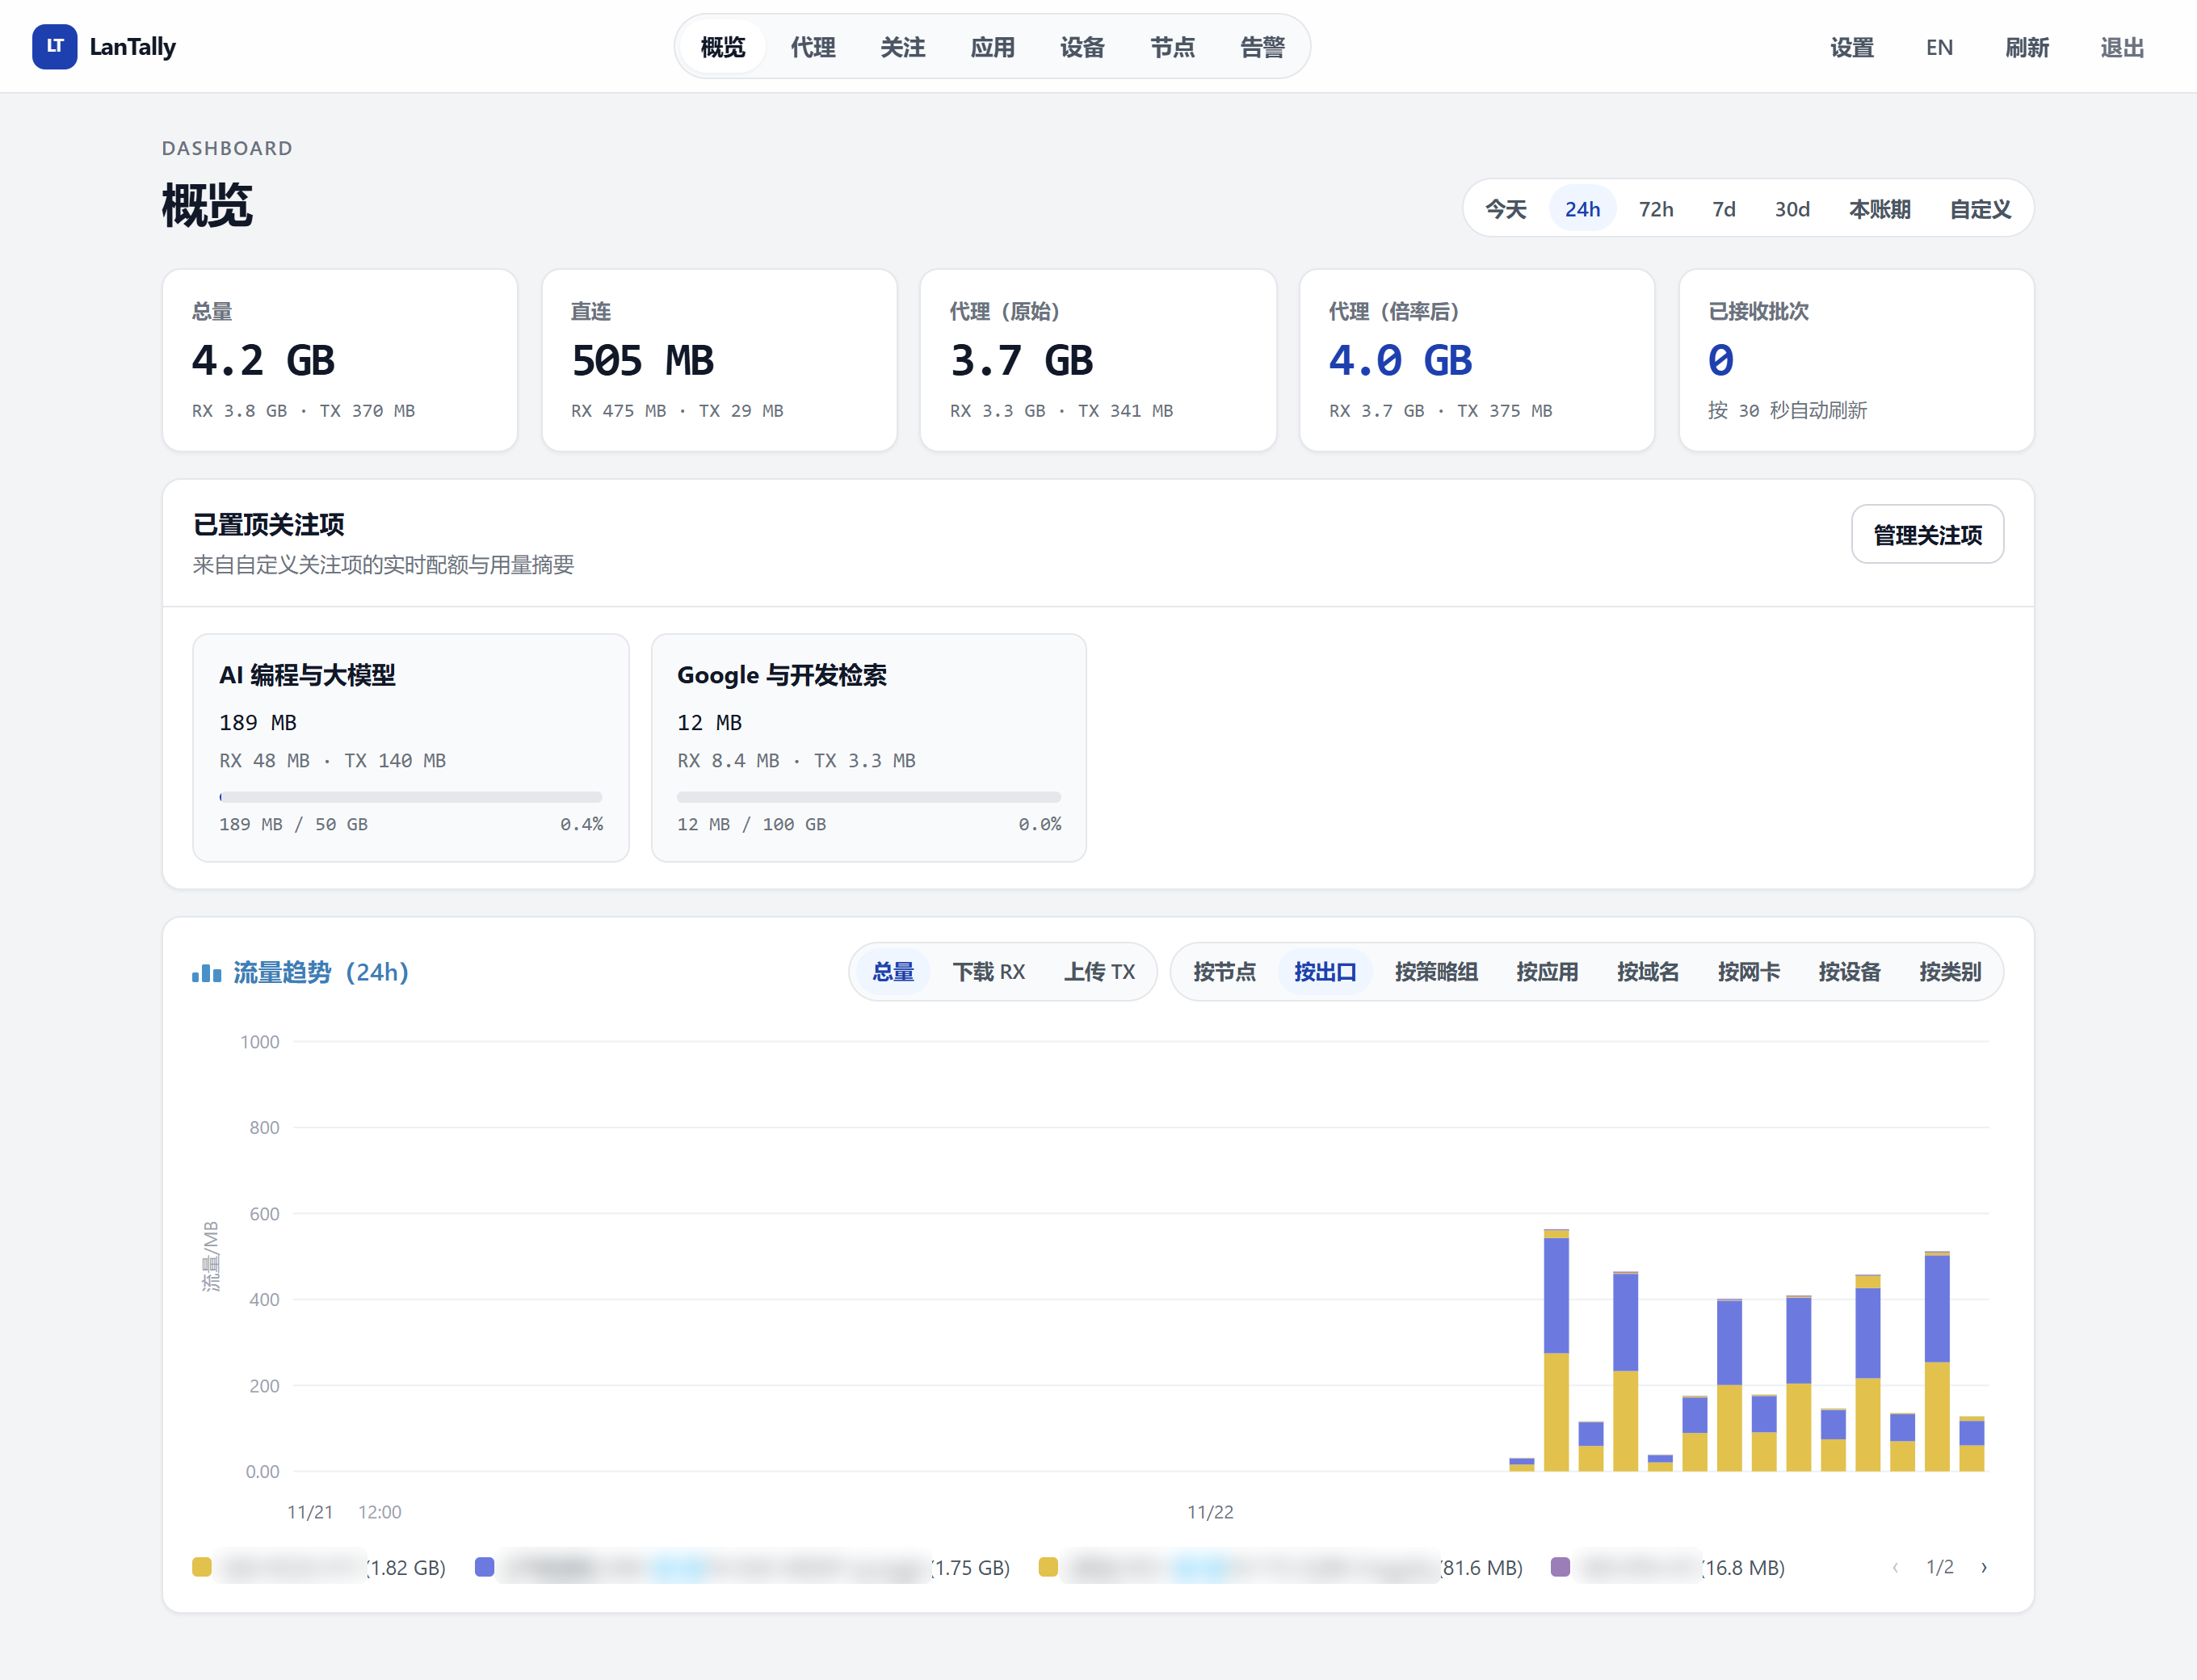 LT LanTally 概览 代理 关注 应用 设备 节点 告警 设置 EN 刷新 退出
DASHBOARD
概览
今天 24h 72h 7d 30d 本账期 自定义
总量
4.2 GB
RX 3.8 GB · TX 370 MB
直连
505 MB
RX 475 MB · TX 29 MB
代理（原始）
3.7 GB
RX 3.3 GB · TX 341 MB
代理（倍率后）
4.0 GB
RX 3.7 GB · TX 375 MB
已接收批次
0
按 30 秒自动刷新
已置顶关注项
来自自定义关注项的实时配额与用量摘要
管理关注项
AI 编程与大模型
189 MB
RX 48 MB · TX 140 MB
189 MB / 50 GB 0.4%
Google 与开发检索
12 MB
RX 8.4 MB · TX 3.3 MB
12 MB / 100 GB 0.0%
流量趋势（24h）
总量 下载 RX 上传 TX
按节点 按出口 按策略组 按应用 按域名 按网卡 按设备 按类别
流量/MB
1000
800
600
400
200
0.00
11/21 12:00 11/22
(1.82 GB) (1.75 GB) (81.6 MB) (16.8 MB) ‹ 1/2 ›